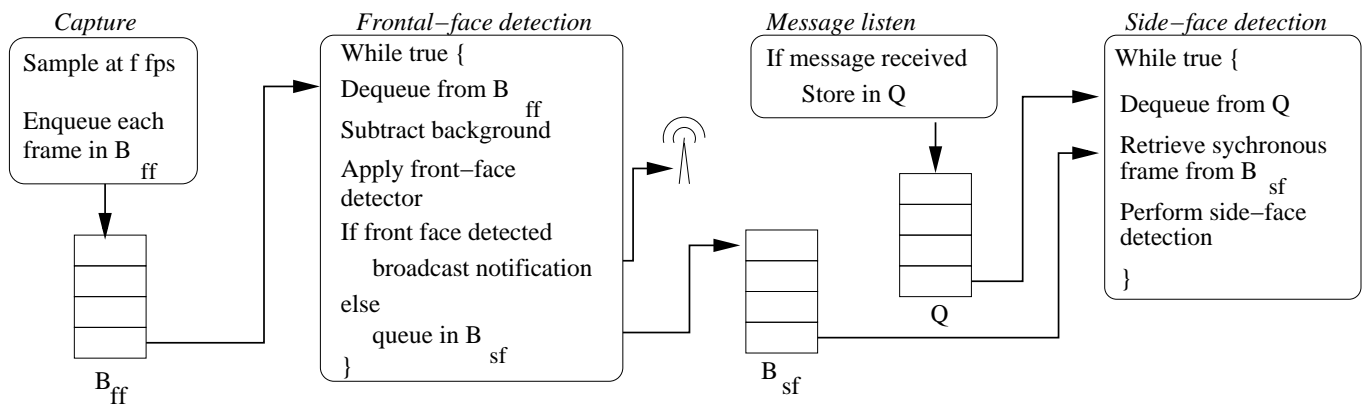 Capture
Sample at f fps
Enqueue each
frame in B ff
B ff
Frontal–face detection
While true {
Dequeue from B ff
Subtract background
Apply front–face
detector
If front face detected
broadcast notification
else
queue in B sf
}
Message listen
If message received
Store in Q
Q
B sf
Side–face detection
While true {
Dequeue from Q
Retrieve sychronous
frame from B sf
Perform side–face
detection
}